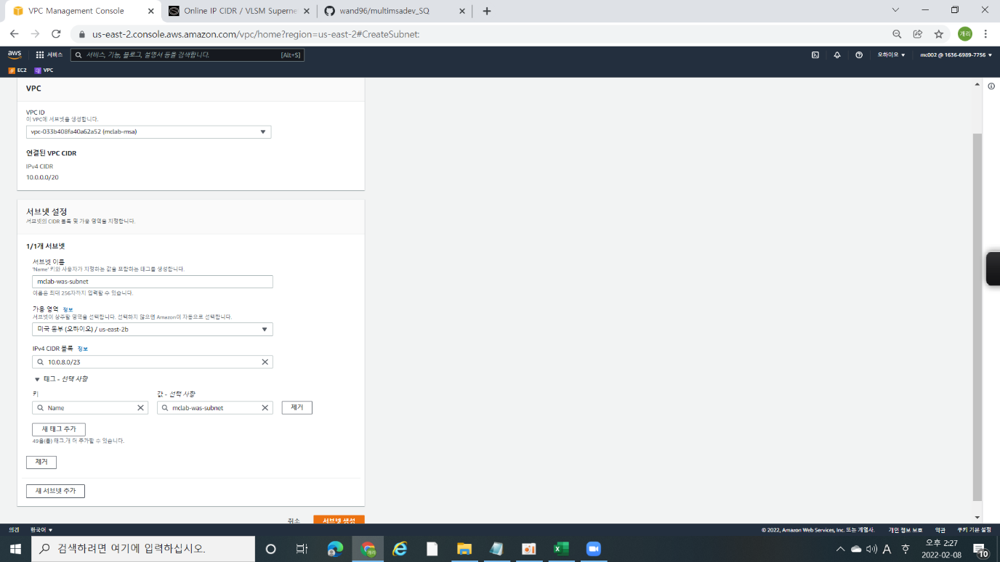 VPC Management Console
Online IP CIDR / VLSM Superne
wand96/multimsadev_SQ
us-east-2.console.aws.amazon.com/vpc/home?region=us-east-2#CreateSubnet:
개리
aws
서비스
서비스, 기능, 블로그, 설명서 등을 검색합니다.
[Alt+S]
오하이오
mc002 @ 1636-6989-7756
EC2
VPC
VPC
VPC ID
이 VPC에 서브넷을 생성합니다.
vpc-033b408fa40a62a52 (mclab-msa)
연결된 VPC CIDR
IPv4 CIDR
10.0.0.0/20
서브넷 설정
서브넷의 CIDR 블록 및 가용 영역을 지정합니다.
1/1개 서브넷
서브넷 이름
'Name' 키와 사용자가 지정하는 값을 포함하는 태그를 생성합니다.
mclab-was-subnet
이름은 최대 256자까지 입력할 수 있습니다.
가용 영역 정보
서브넷이 상주할 영역을 선택합니다. 선택하지 않으면 Amazon이 자동으로 선택합니다.
미국 동부 (오하이오) / us-east-2b
IPv4 CIDR 블록 정보
10.0.8.0/23
태그 - 선택 사항
키
값 - 선택 사항
Name
mclab-was-subnet
제거
새 태그 추가
49을(를) 태그.개 더 추가할 수 있습니다.
제거
새 서브넷 추가
취소
서브넷 생성
의견
한국어
© 2022, Amazon Web Services, Inc. 또는 계열사.
개인 정보 보호
약관
쿠키 기본 설정
검색하려면 여기에 입력하십시오.
개리
A
오후 2:27
2022-02-08
10